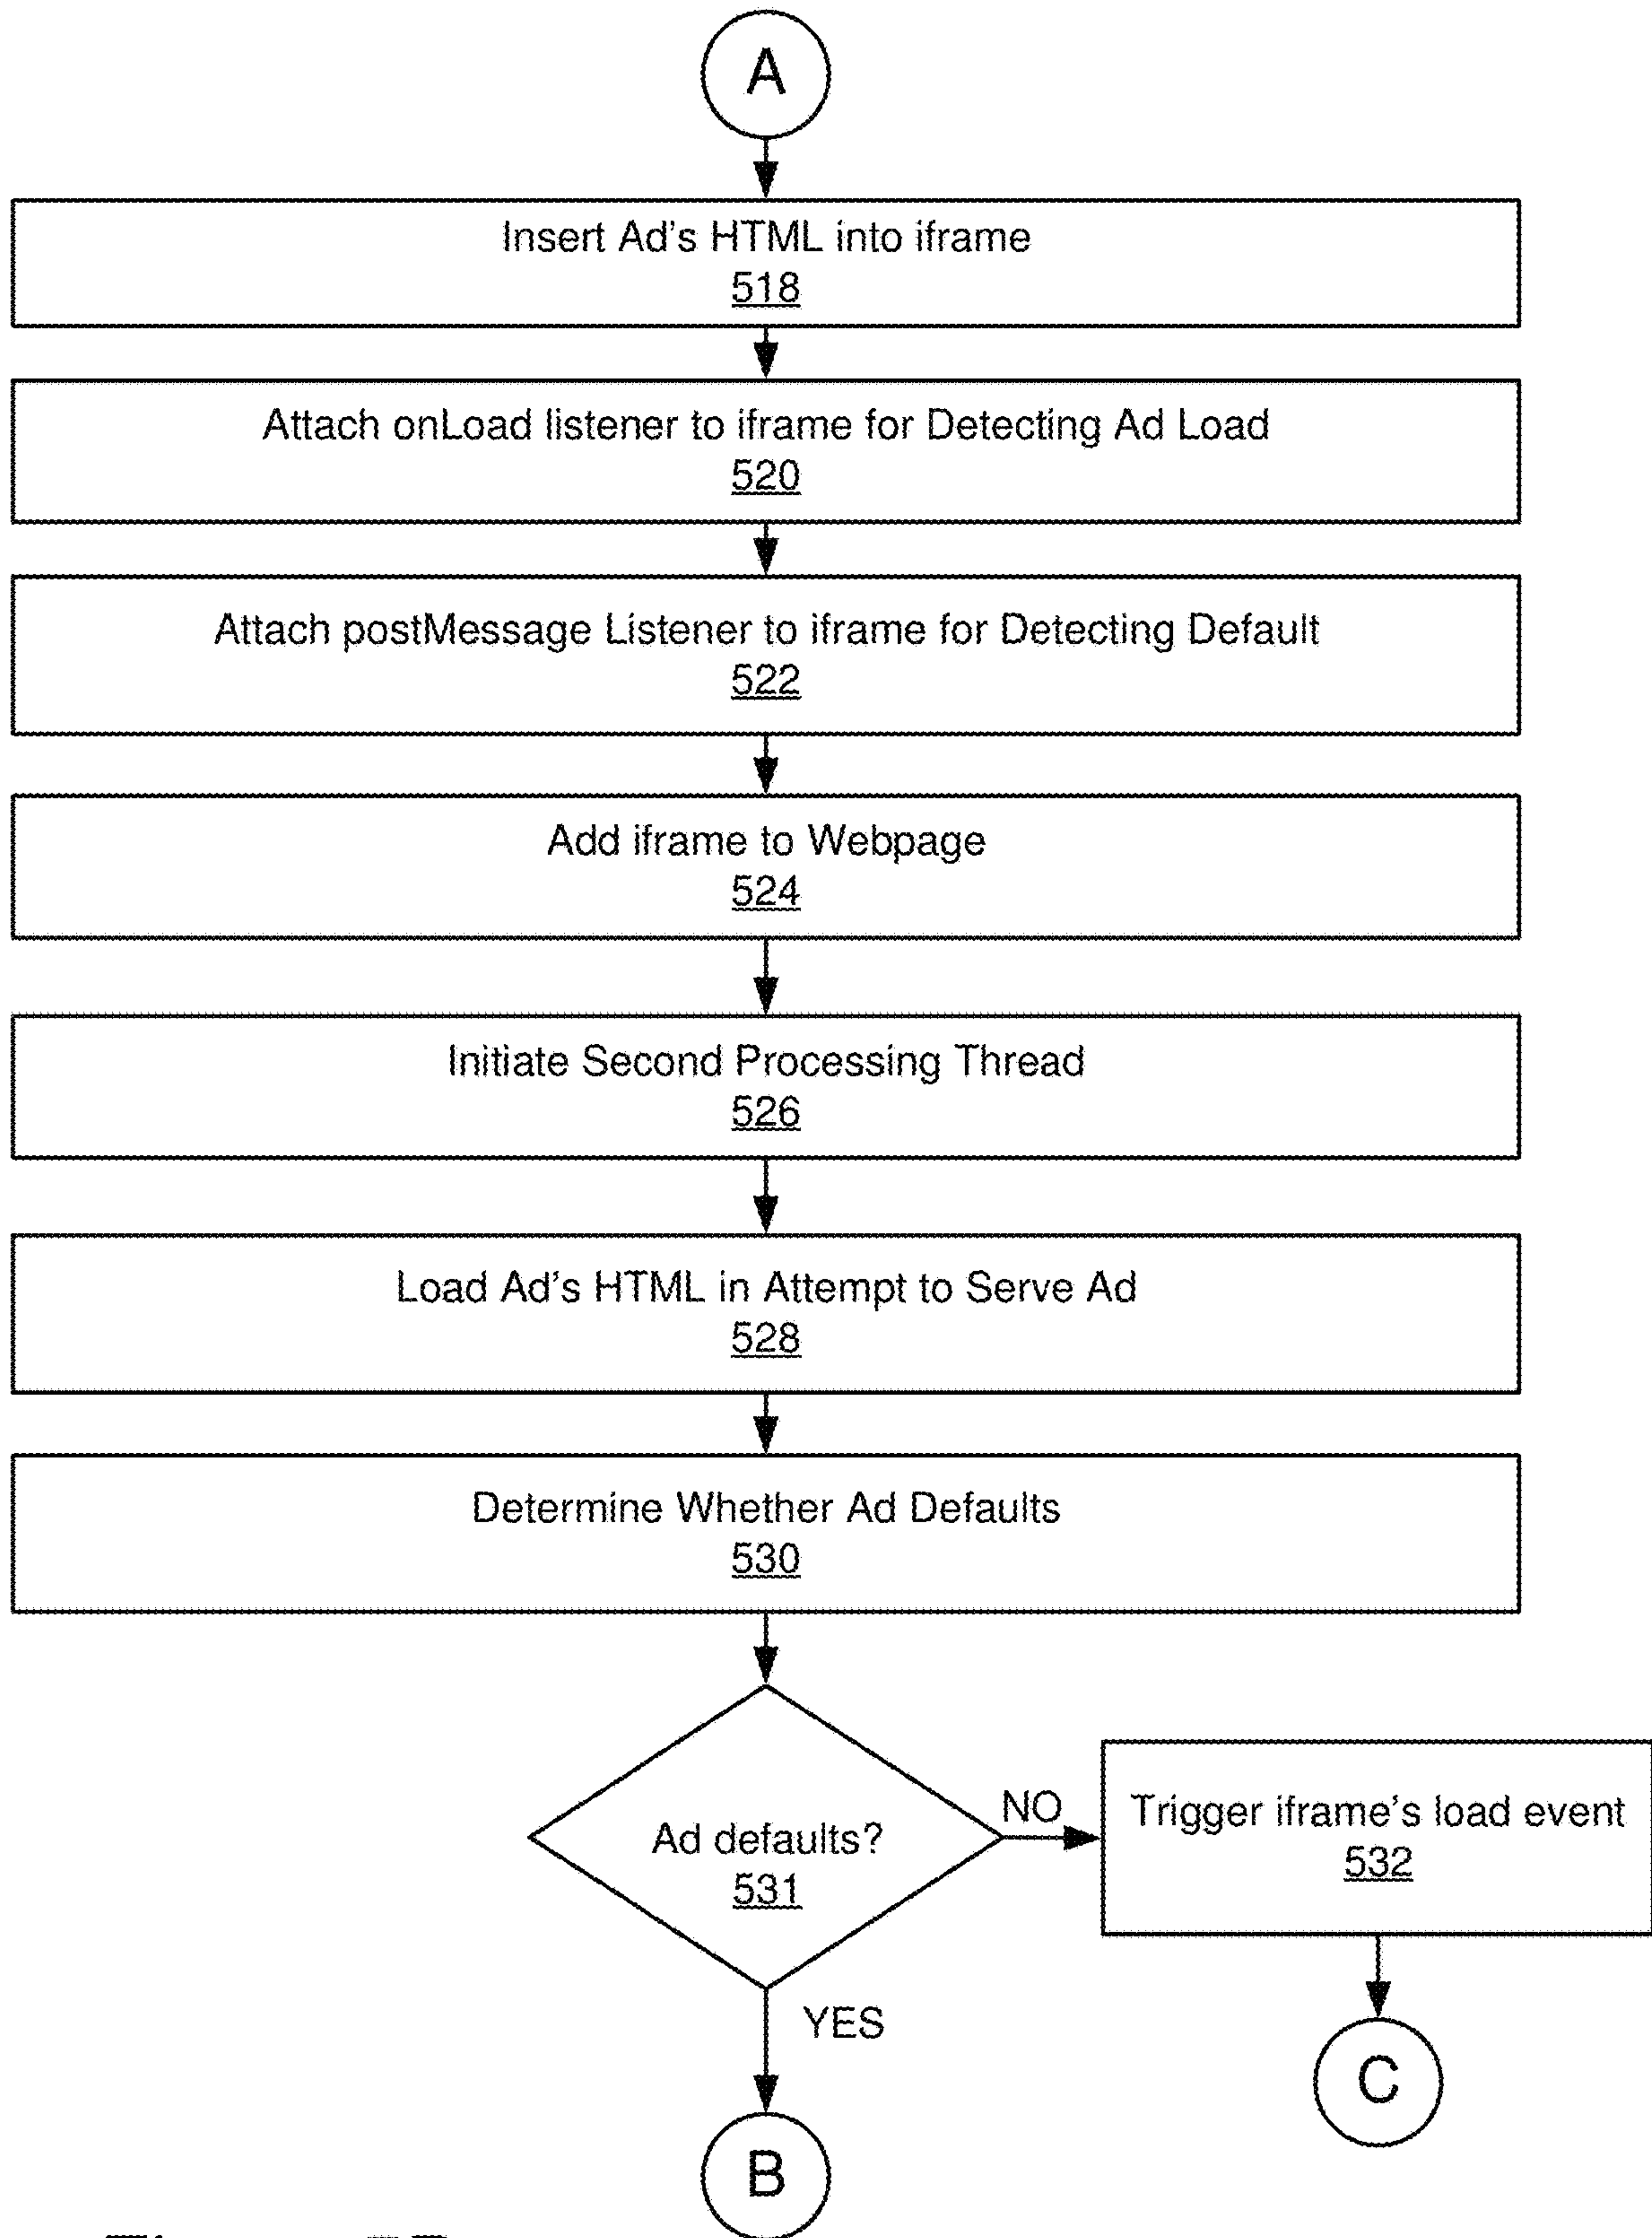 A
Insert Ad's HTML into iframe
518
Attach onLoad listener to iframe for Detecting Ad Load
520
Attach postMessage Listener to iframe for Detecting Default
522
Add iframe to Webpage
524
Initiate Second Processing Thread
526
Load Ad's HTML in Attempt to Serve Ad
528
Determine Whether Ad Defaults
530
Ad defaults?
531
NO
Trigger iframe's load event
532
YES
C
B